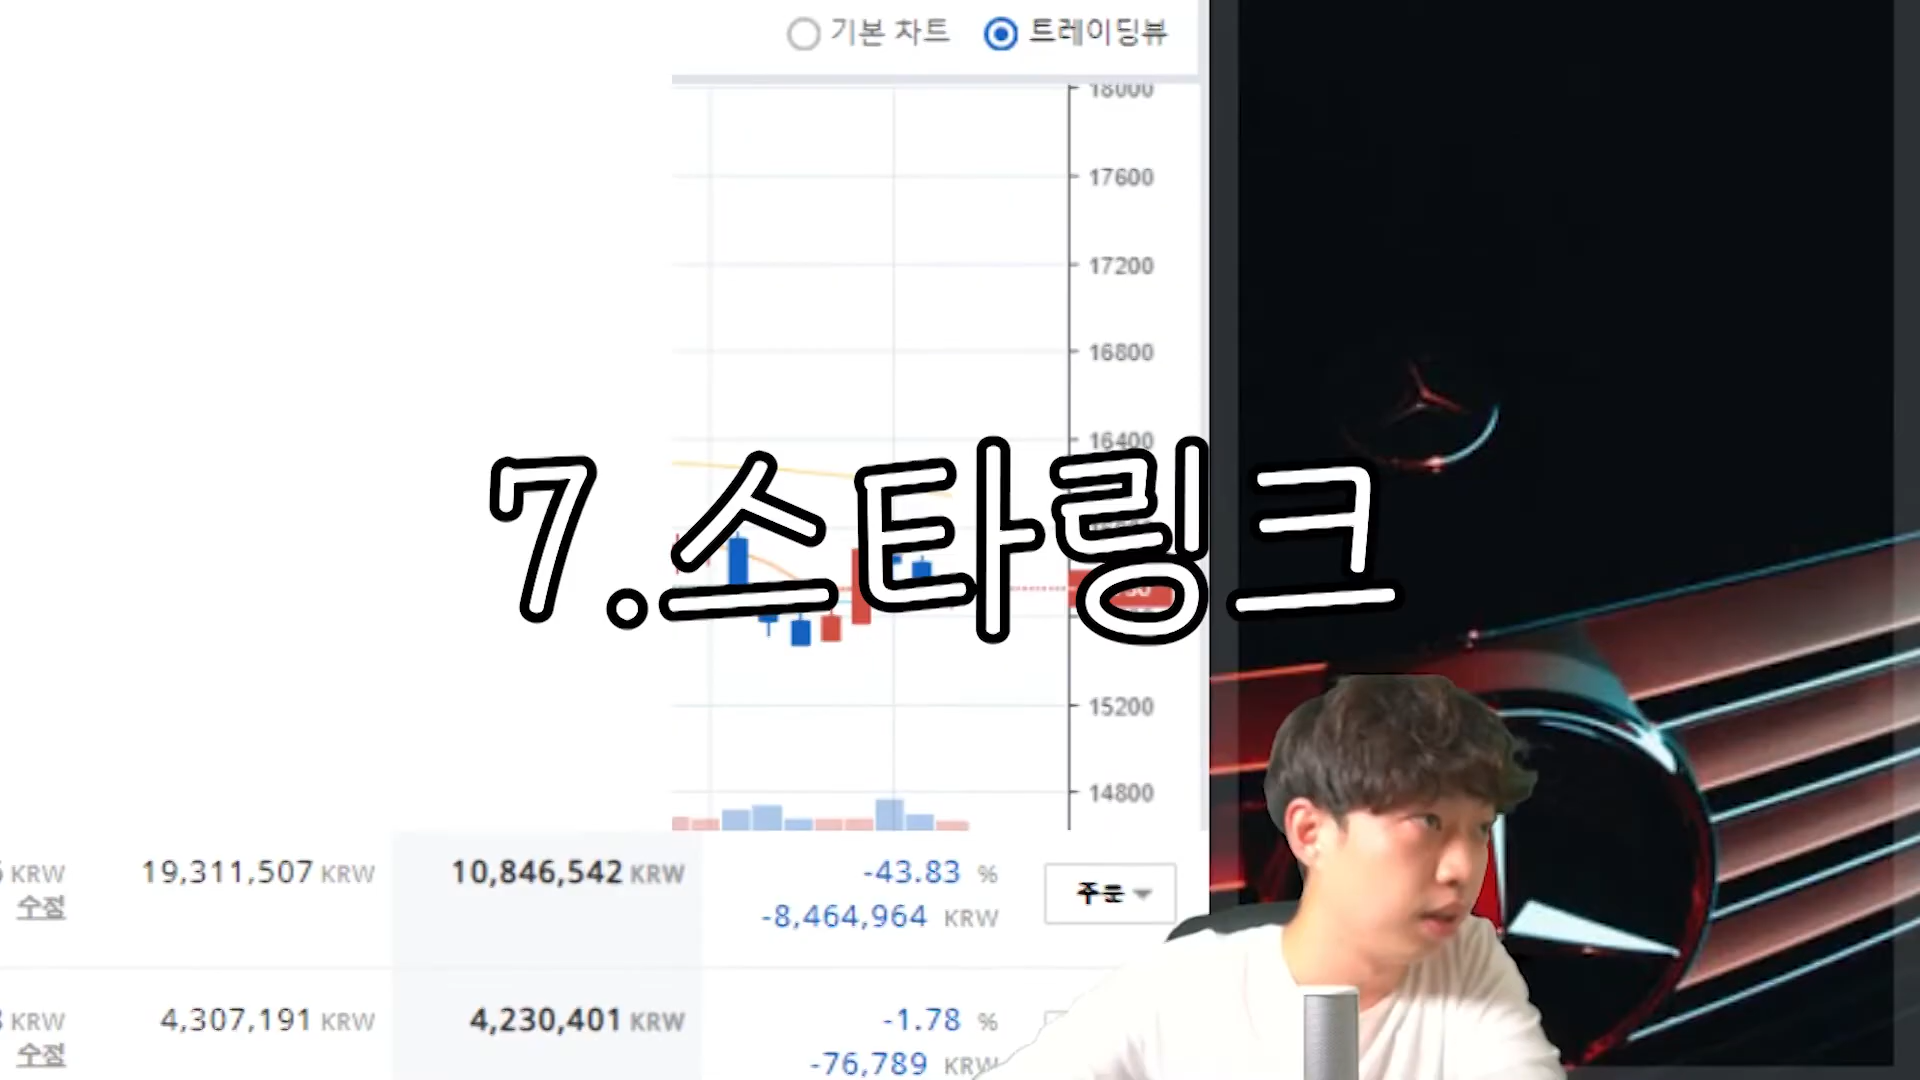 기본 차트 트레이딩뷰
18000
17600
17200
16800
16400
7.스타링크
15200
14800
KRW 19,311,507 KRW 10,846,542 KRW -43.83 % 주문
수정 -8,464,964 KRW
KRW 4,307,191 KRW 4,230,401 KRW -1.78 %
수정 -76,789 KRW